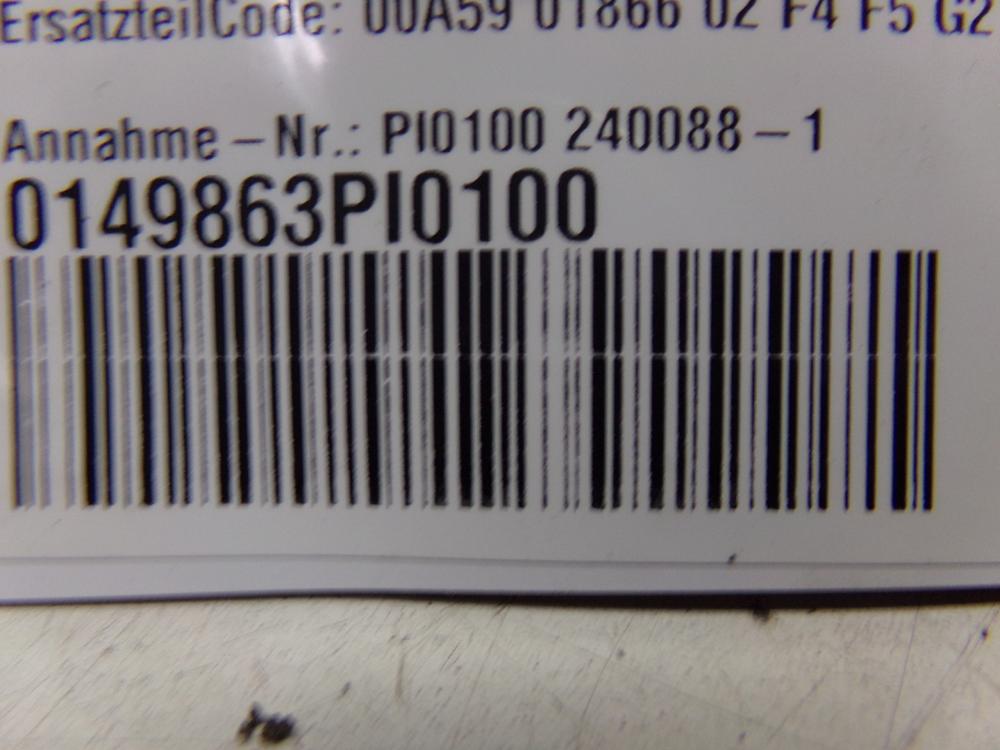 ErsatzteilCode: 00A59 01866 02 F4 F5 G2
Annahme – Nr.: PI0100 240088 – 1
0149863PI0100